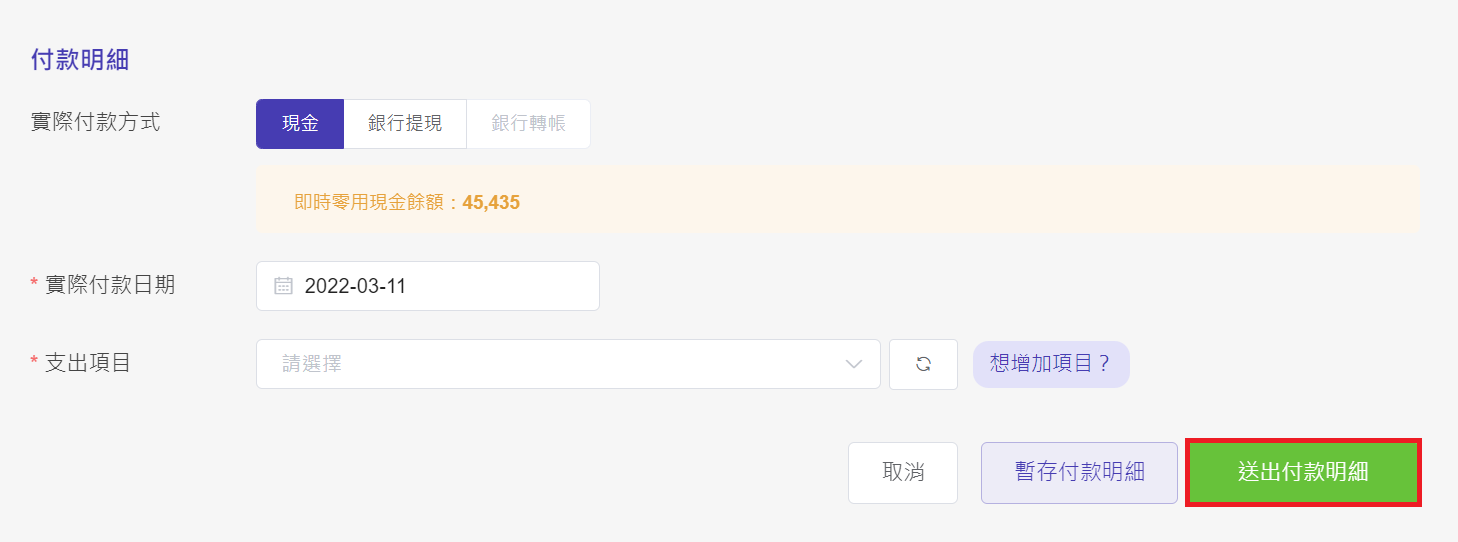 付款明細
實際付款方式 現金 銀行提現 銀行轉帳
即時零用現金餘額：45,435
* 實際付款日期 2022-03-11
* 支出項目 請選擇 想增加項目？
取消 暫存付款明細 送出付款明細